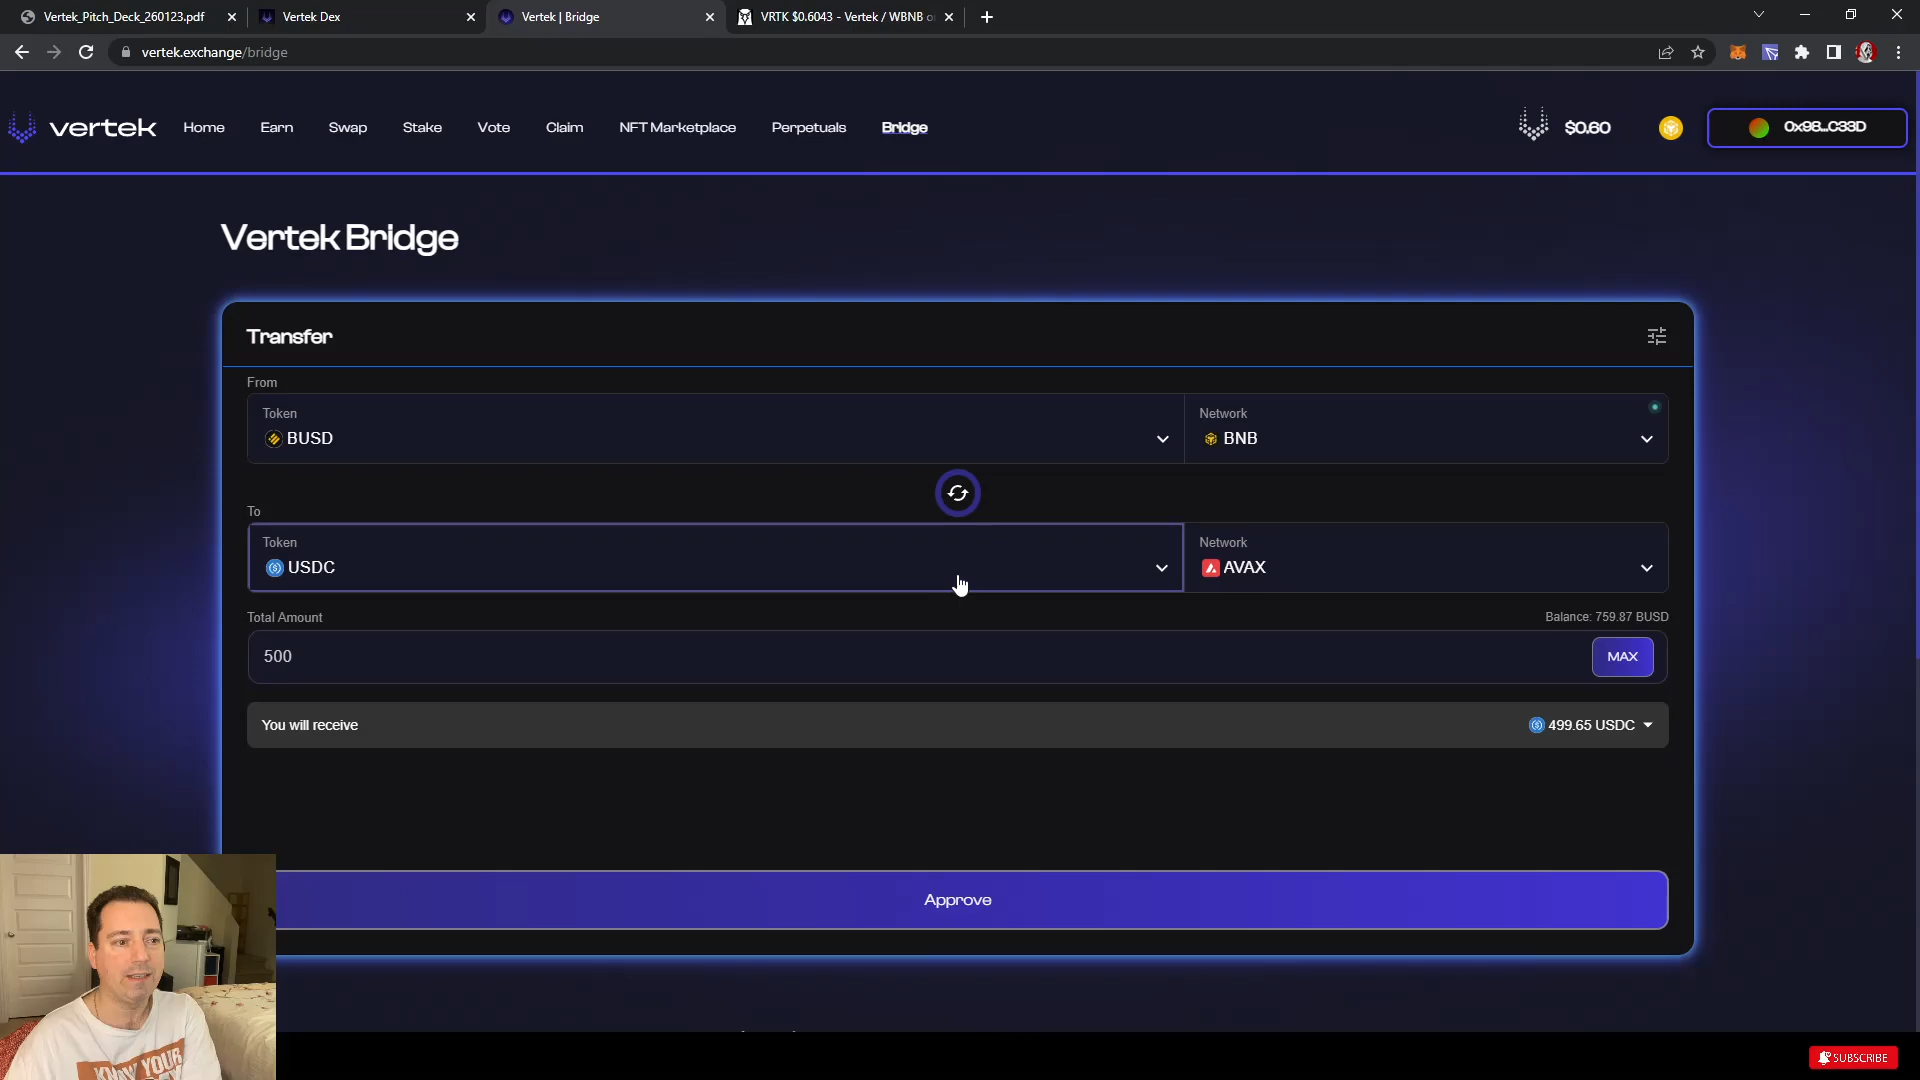 Vertek_Pitch_Deck_260123.pdf
Vertek Dex
Vertek | Bridge
VRTK $0.6043 - Vertek / WBNB o
vertek.exchange/bridge
vertek
Home
Earn
Swap
Stake
Vote
Claim
NFT Marketplace
Perpetuals
Bridge
$0.60
0x98...C33D
Vertek Bridge
Transfer
From
Token
BUSD
Network
BNB
To
Token
USDC
Network
AVAX
Total Amount
Balance: 759.87 BUSD
500
MAX
You will receive
499.65 USDC
Approve
KNOW YOUR
SUBSCRIBE